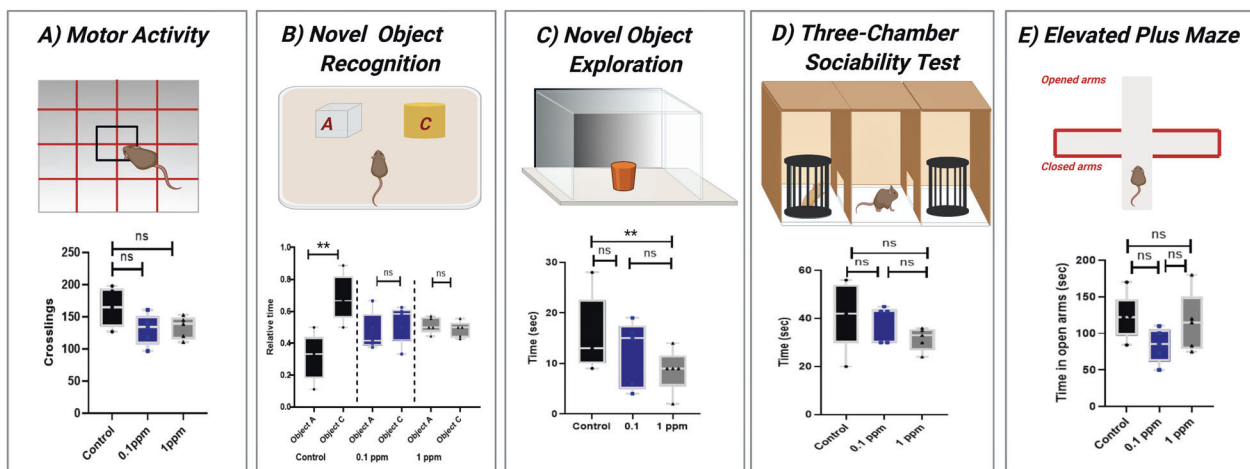 A) Motor Activity
Crosslings
250
200
150
100
50
0
ns
ns
Control
0.1ppm
1ppm
B) Novel Object
Recognition
A
C
Relative time
1.0
0.8
0.6
0.4
0.2
0.0
**
ns
ns
Object A
Object C
Object A
Object C
Object A
Object C
Control
0.1 ppm
1 ppm
C) Novel Object
Exploration
Time (sec)
30
20
10
0
**
ns
ns
Control
0.1
1 ppm
D) Three-Chamber
Sociability Test
Time (sec)
60
40
20
0
ns
ns
ns
Control
0.1 ppm
1 ppm
E) Elevated Plus Maze
Opened arms
Closed arms
Time in open arms (sec)
200
150
100
50
0
ns
ns
ns
Control
0.1 ppm
1 ppm